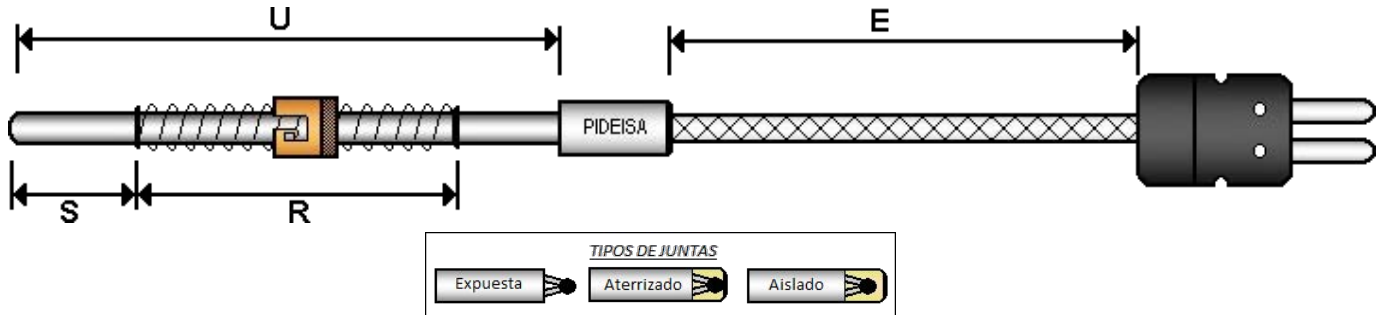 U
E
PIDEISA
S
R
TIPOS DE JUNTAS
Expuesta
Aterrizado
Aislado